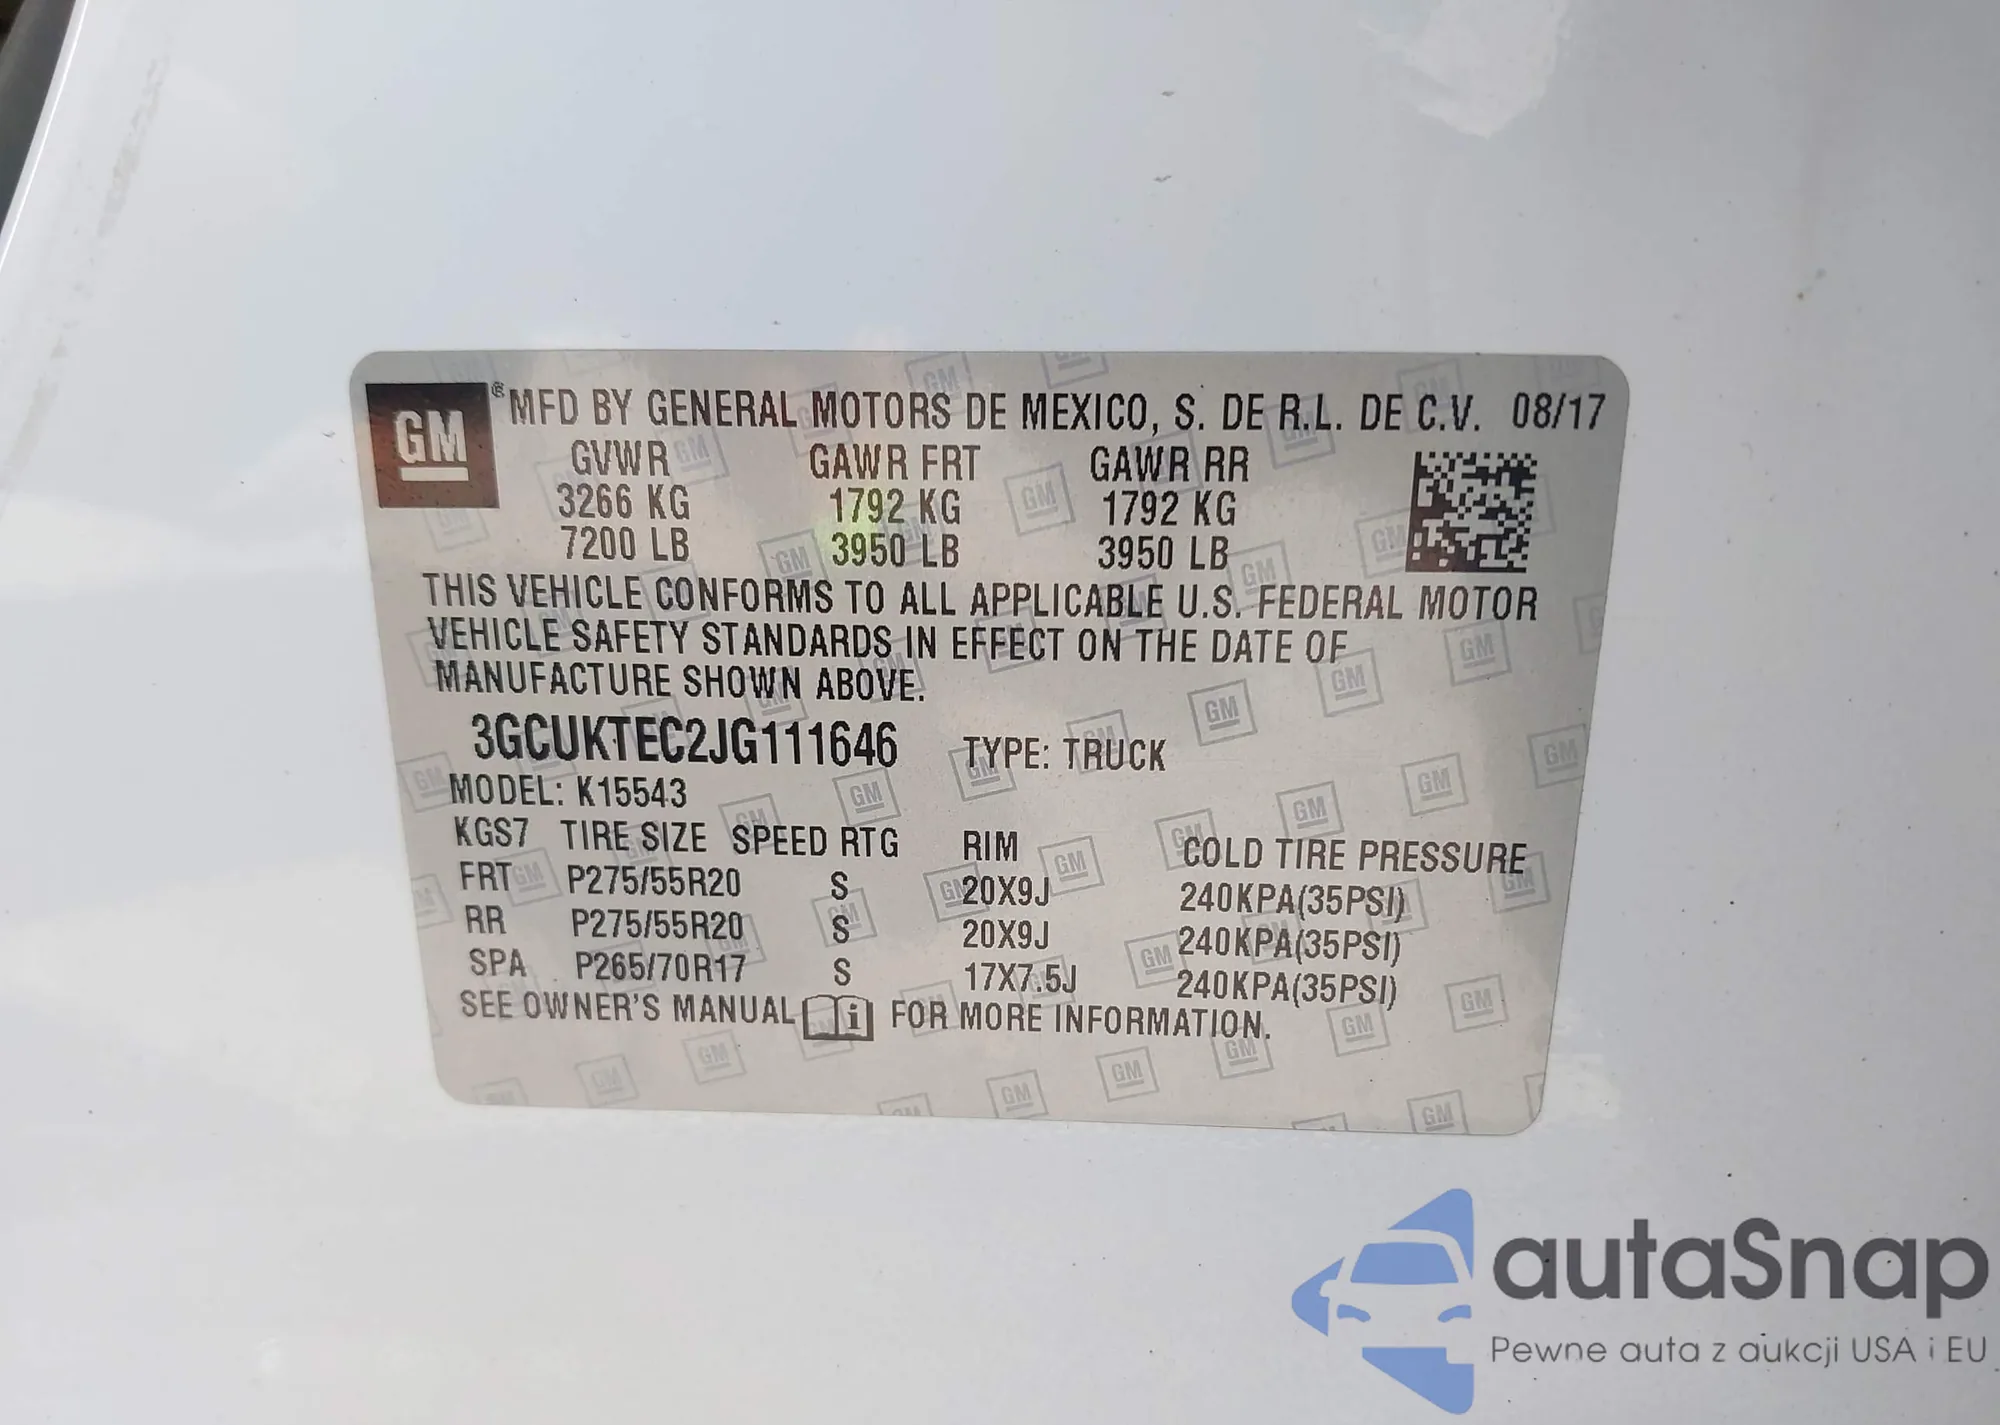 GM ® MFD BY GENERAL MOTORS DE MEXICO, S. DE R.L. DE C.V. 08/17
GVWR GAWR FRT GAWR RR
3266 KG 1792 KG 1792 KG
7200 LB 3950 LB 3950 LB
THIS VEHICLE CONFORMS TO ALL APPLICABLE U.S. FEDERAL MOTOR
VEHICLE SAFETY STANDARDS IN EFFECT ON THE DATE OF
MANUFACTURE SHOWN ABOVE.
3GCUKTEC2JG111646 TYPE: TRUCK
MODEL: K15543
KGS7 TIRE SIZE SPEED RTG RIM COLD TIRE PRESSURE
FRT P275/55R20 S 20X9J 240KPA(35PSI)
RR P275/55R20 S 20X9J 240KPA(35PSI)
SPA P265/70R17 S 17X7.5J 240KPA(35PSI)
SEE OWNER'S MANUAL i FOR MORE INFORMATION.
autaSnap
Pewne auta z aukcji USA i EU